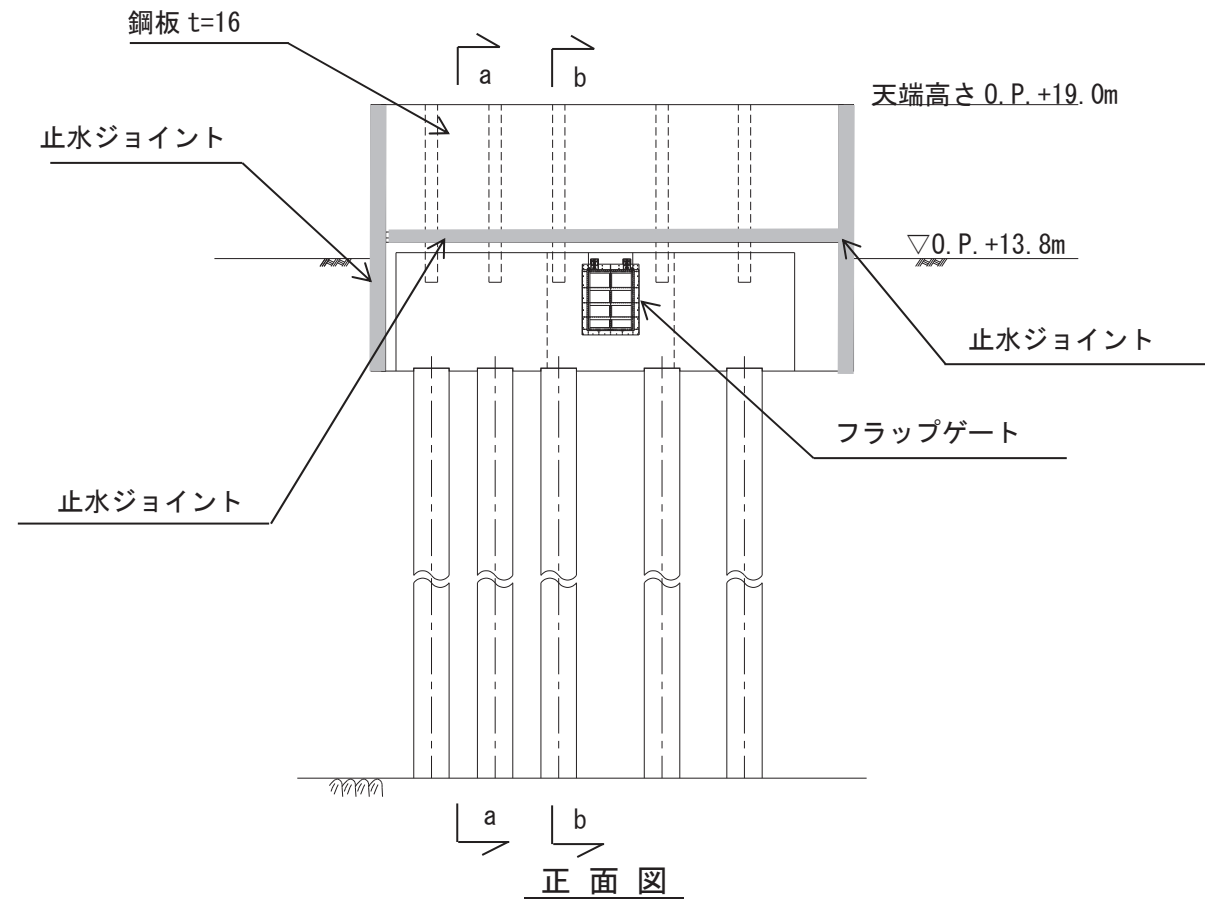 鋼板 t=16
a
b
天端高さ O.P.+19.0m
止水ジョイント
▽O.P.+13.8m
止水ジョイント
フラップゲート
止水ジョイント
a
b
正面図